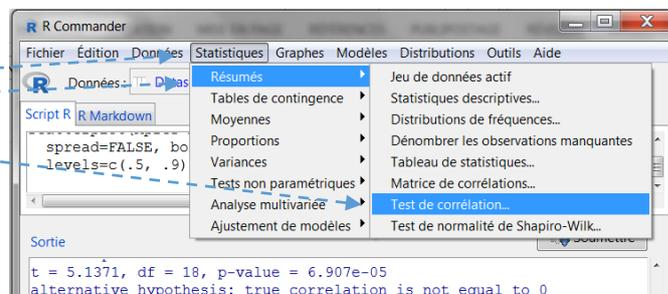 R Commander
Fichier Édition Données Statistiques Graphes Modèles Distributions Outils Aide
Données :
Résumés
Jeu de données actif
Script R R Markdown
Tables de contingence
Statistiques descriptives...
Moyennes
Distributions de fréquences...
spread=FALSE, bo
Proportions
Dénombrer les observations manquantes
levels=c(.5, .9)
Variances
Tableau de statistiques...
Tests non paramétriques
Matrice de corrélations...
Analyse multivariée
Test de corrélation...
Ajustement de modèles
Test de normalité de Shapiro-Wilk...
Sortie
Soumettre
t = 5.1371, df = 18, p-value = 6.907e-05
alternative hypothesis: true correlation is not equal to 0